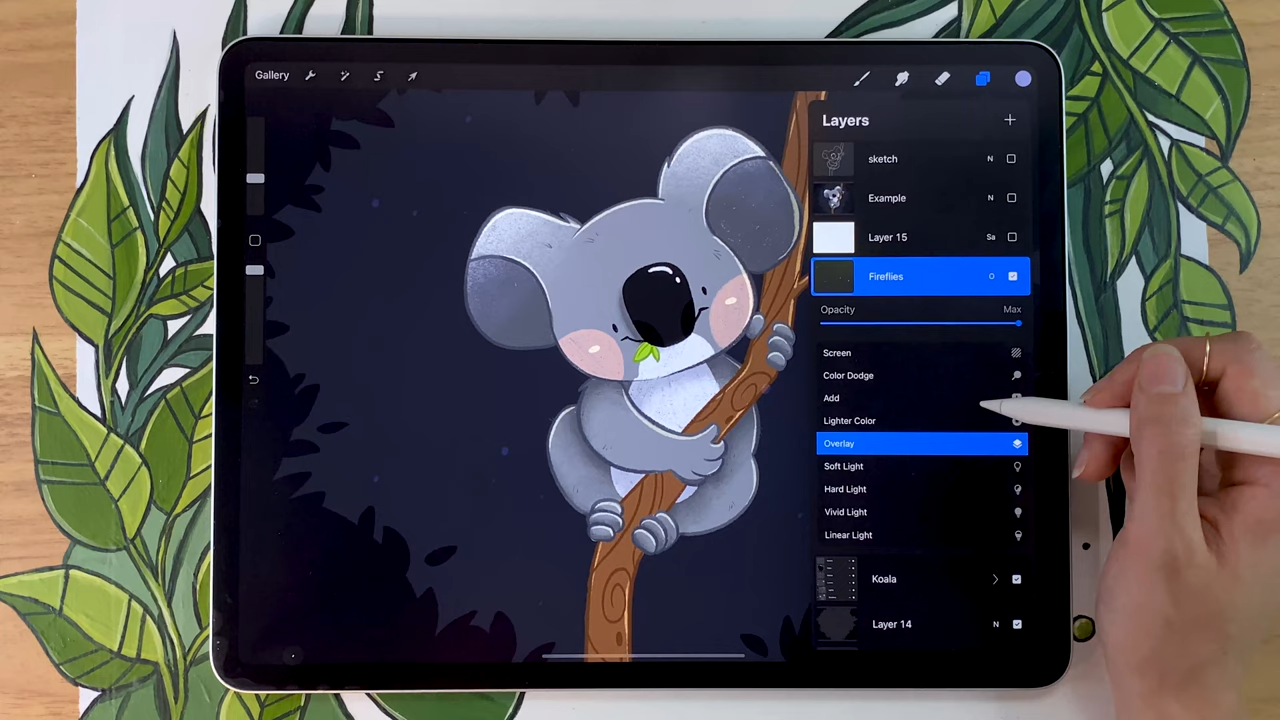 Gallery
Layers
sketch N
Example N
Layer 15 Sa
Fireflies O
Opacity Max
Screen
Color Dodge
Add
Lighter Color
Overlay
Soft Light
Hard Light
Vivid Light
Linear Light
Koala
Layer 14 N